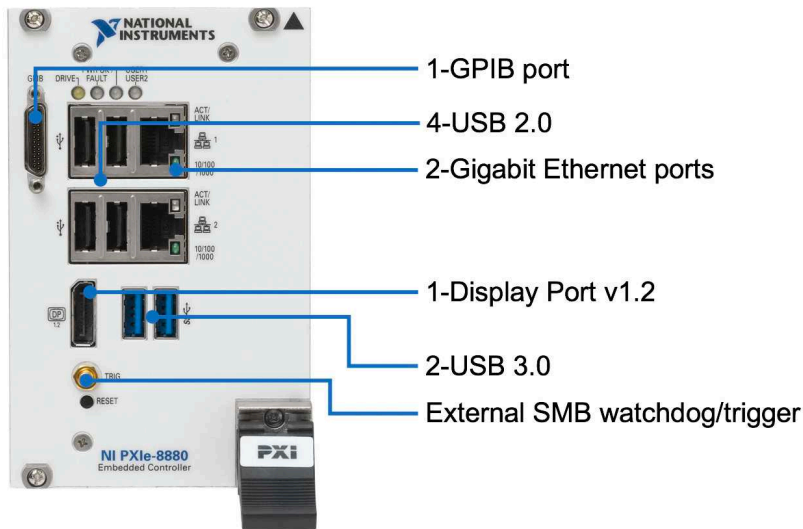 NATIONAL
INSTRUMENTS
PWR OK/ USER1
GPIB DRIVE FAULT USER2
ACT/
LINK
1
10/100
/1000
ACT/
LINK
2
10/100
/1000
DP
1.2
TRIG
RESET
NI PXIe-8880
Embedded Controller
PXI
1-GPIB port
4-USB 2.0
2-Gigabit Ethernet ports
1-Display Port v1.2
2-USB 3.0
External SMB watchdog/trigger